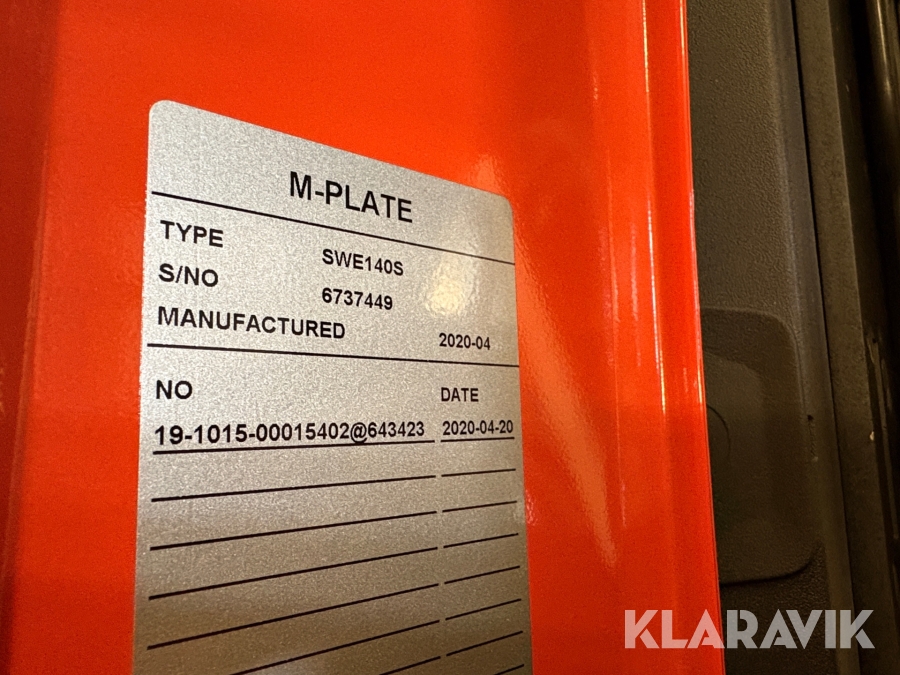 M-PLATE
TYPE SWE140S
S/NO 6737449
MANUFACTURED 2020-04
NO DATE
19-1015-00015402@643423 2020-04-20
KLARAVIK